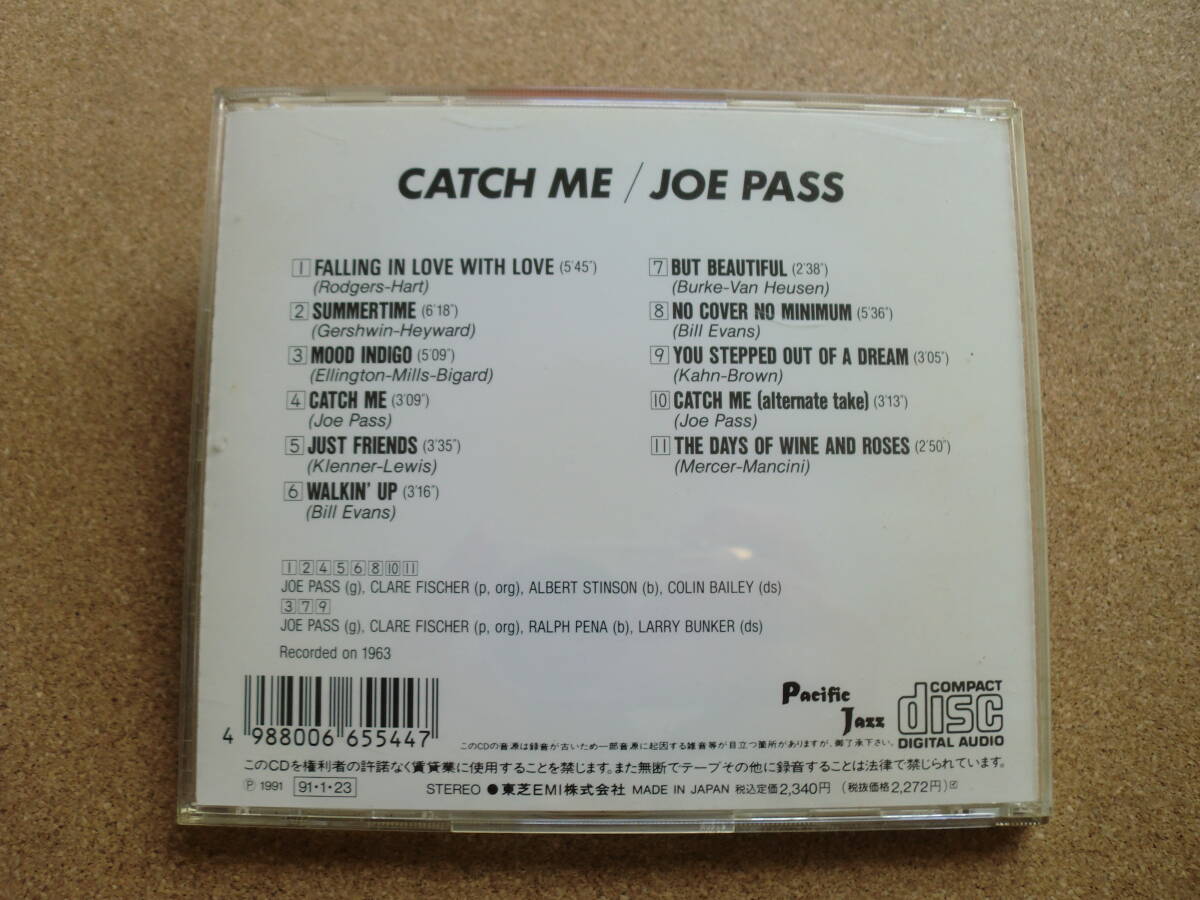 CATCH ME / JOE PASS
1 FALLING IN LOVE WITH LOVE (5'45")
(Rodgers-Hart)
2 SUMMERTIME (6'18")
(Gershwin-Heyward)
3 MOOD INDIGO (5'09")
(Ellington-Mills-Bigard)
4 CATCH ME (3'09")
(Joe Pass)
5 JUST FRIENDS (3'35")
(Klenner-Lewis)
6 WALKIN' UP (3'16")
(Bill Evans)
7 BUT BEAUTIFUL (2'38")
(Burke-Van Heusen)
8 NO COVER NO MINIMUM (5'36")
(Bill Evans)
9 YOU STEPPED OUT OF A DREAM (3'05")
(Kahn-Brown)
10 CATCH ME (alternate take) (3'13")
(Joe Pass)
11 THE DAYS OF WINE AND ROSES (2'50")
(Mercer-Mancini)
1 2 4 5 6 8 10 11
JOE PASS (g), CLARE FISCHER (p, org), ALBERT STINSON (b), COLIN BAILEY (ds)
3 7 9
JOE PASS (g), CLARE FISCHER (p, org), RALPH PENA (b), LARRY BUNKER (ds)
Recorded on 1963
4 988006 655447
Pacific
Jazz
COMPACT
disc
DIGITAL AUDIO
このCDの音源は録音が古いため一部音源に起因する雑音等が目立つ箇所がありますが、御了承下さい。
このCDを権利者の許諾なく賃貸業に使用することを禁じます。また無断でテープその他に録音することは法律で禁じられています。
Ⓟ 1991 91・1・23 STEREO ● 東芝EMI株式会社 MADE IN JAPAN 税込定価2,340円 (税抜価格2,272円)